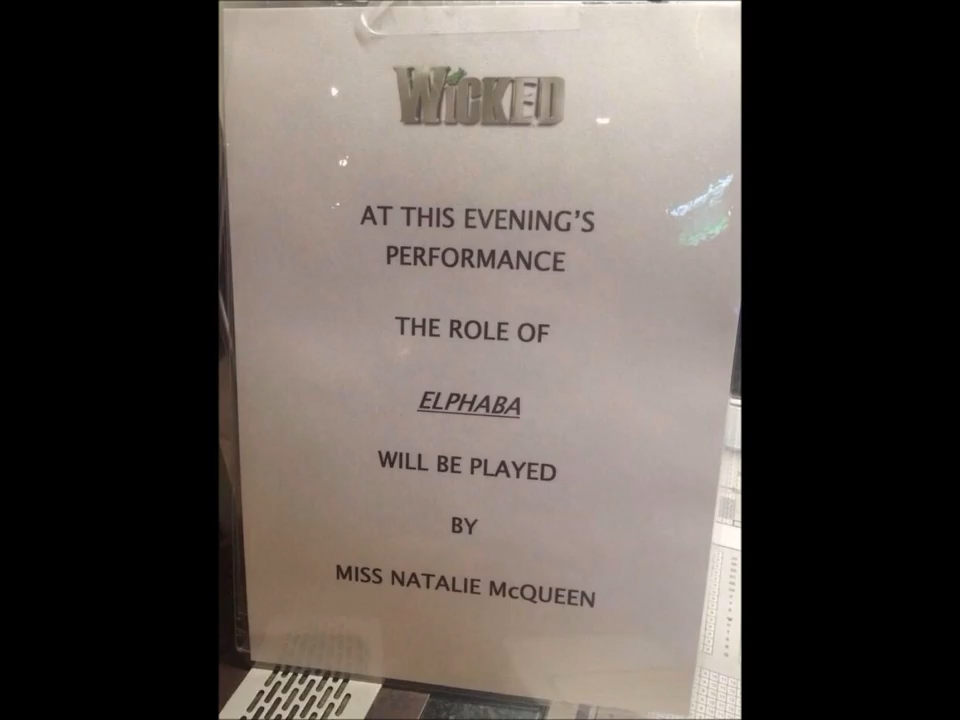 WICKED
AT THIS EVENING'S
PERFORMANCE
THE ROLE OF
ELPHABA
WILL BE PLAYED
BY
MISS NATALIE McQUEEN